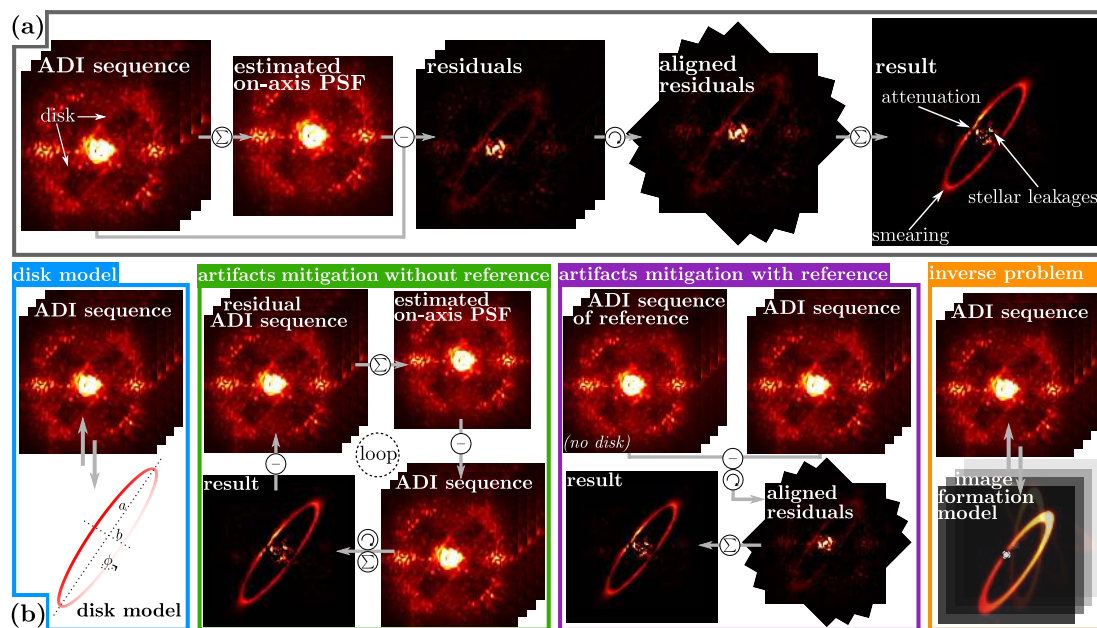 (a)
ADI sequence
disk
Σ
estimated
on-axis PSF
−
residuals
aligned
residuals
Σ
result
attenuation
stellar leakages
smearing
(b)
disk model
ADI sequence
a
b
ϕ
disk model
artifacts mitigation without reference
residual
ADI sequence
Σ
estimated
on-axis PSF
−
loop
−
result
Σ
ADI sequence
artifacts mitigation with reference
ADI sequence
of reference
(no disk)
ADI sequence
−
result
Σ
aligned
residuals
inverse problem
ADI sequence
image
formation
model